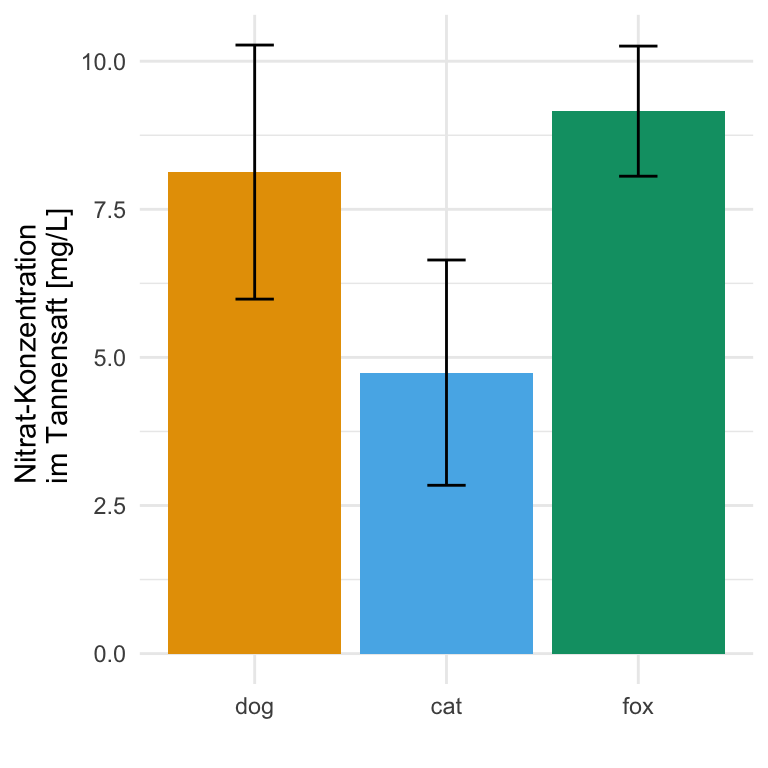 Nitrat-Konzentration
im Tannensaft [mg/L]
10.0
7.5
5.0
2.5
0.0
dog cat fox